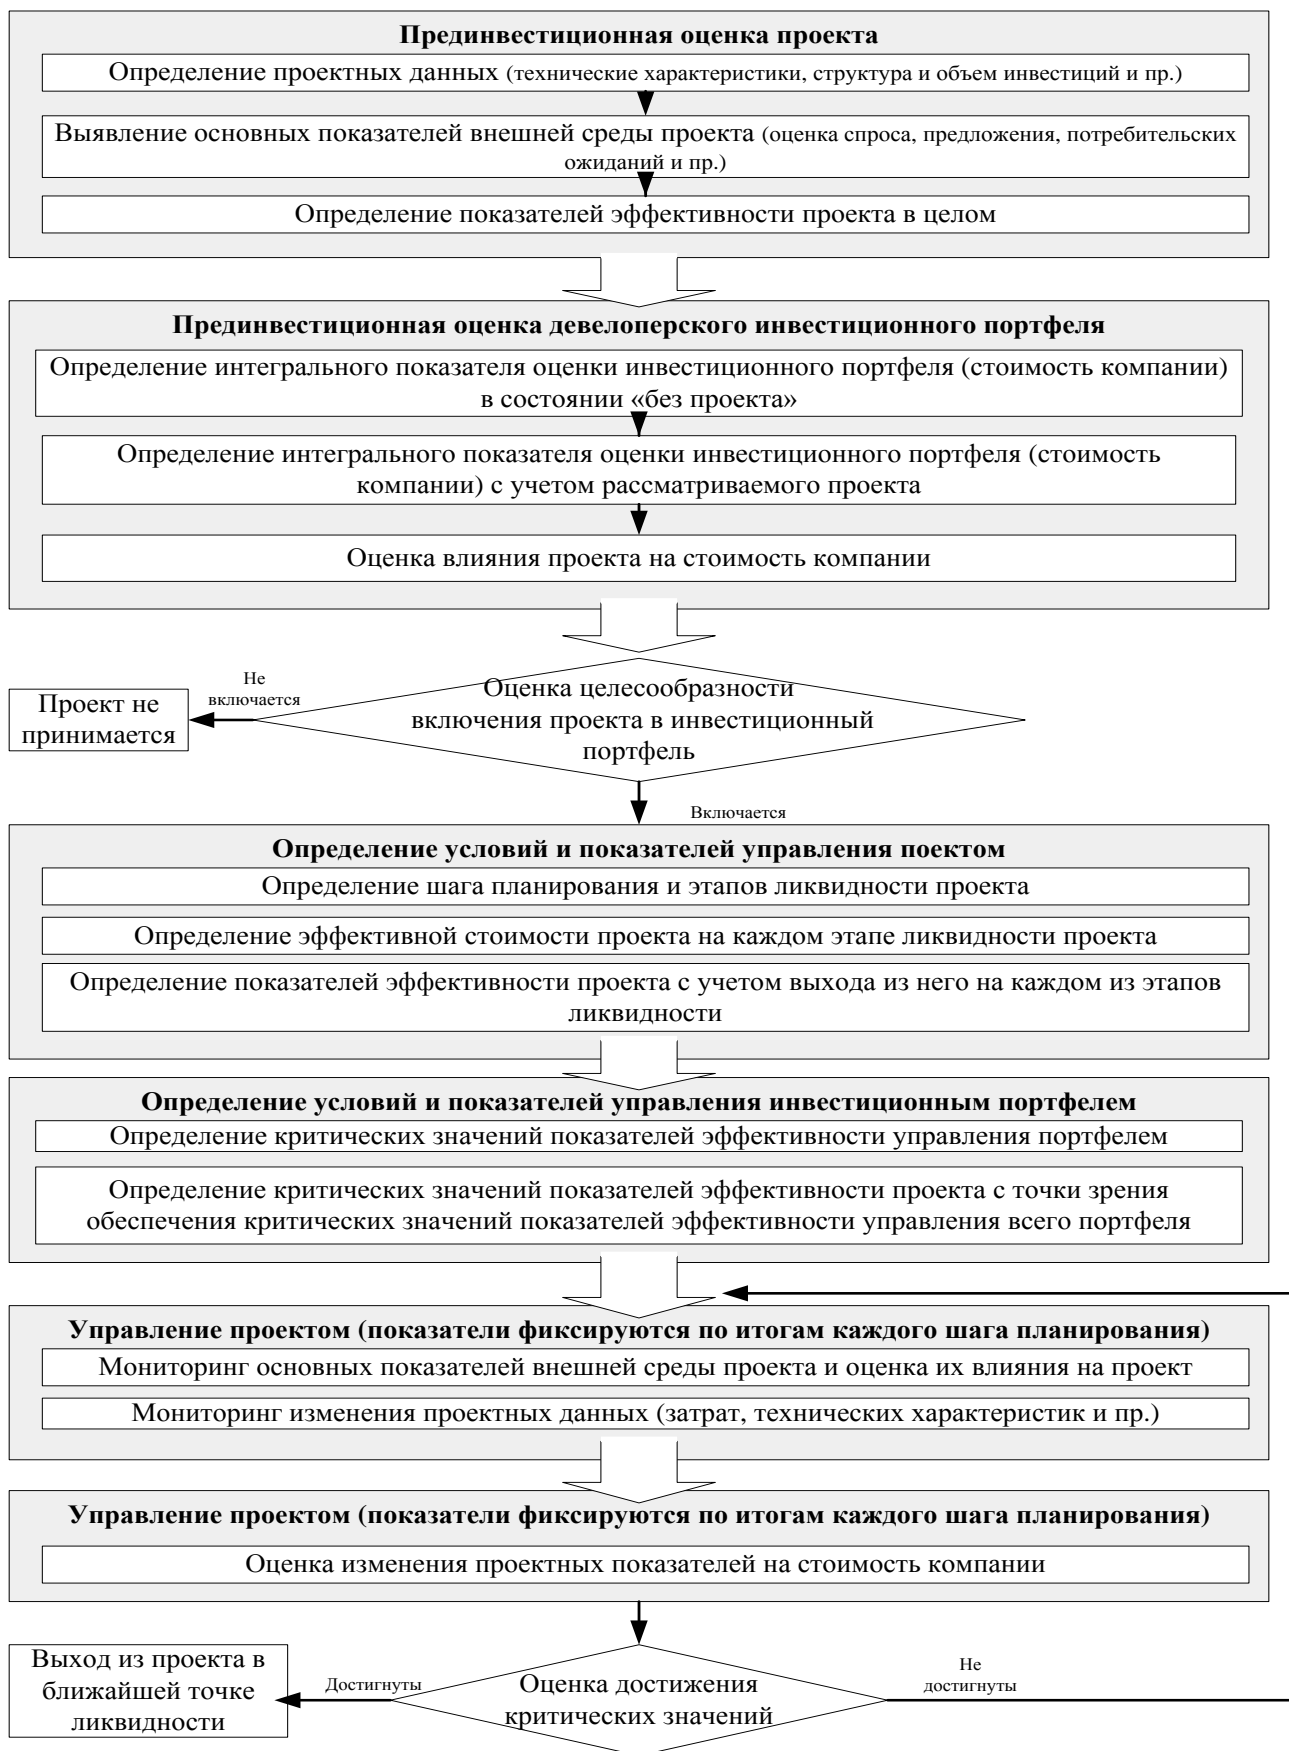 Прединвестиционная оценка проекта
Определение проектных данных (технические характеристики, структура и объем инвестиций и пр.)
Выявление основных показателей внешней среды проекта (оценка спроса, предложения, потребительских
ожиданий и пр.)
Определение показателей эффективности проекта в целом
Прединвестиционная оценка девелоперского инвестиционного портфеля
Определение интегрального показателя оценки инвестиционного портфеля (стоимость компании)
в состоянии «без проекта»
Определение интегрального показателя оценки инвестиционного портфеля (стоимость
компании) с учетом рассматриваемого проекта
Оценка влияния проекта на стоимость компании
Не
включается
Проект не
принимается
Оценка целесообразности
включения проекта в инвестиционный
портфель
Включается
Определение условий и показателей управления поектом
Определение шага планирования и этапов ликвидности проекта
Определение эффективной стоимости проекта на каждом этапе ликвидности проекта
Определение показателей эффективности проекта с учетом выхода из него на каждом из этапов
ликвидности
Определение условий и показателей управления инвестиционным портфелем
Определение критических значений показателей эффективности управления портфелем
Определение критических значений показателей эффективности проекта с точки зрения
обеспечения критических значений показателей эффективности управления всего портфеля
Управление проектом (показатели фиксируются по итогам каждого шага планирования)
Мониторинг основных показателей внешней среды проекта и оценка их влияния на проект
Мониторинг изменения проектных данных (затрат, технических характеристик и пр.)
Управление проектом (показатели фиксируются по итогам каждого шага планирования)
Оценка изменения проектных показателей на стоимость компании
Выход из проекта в
ближайшей точке
ликвидности
Достигнуты
Оценка достижения
критических значений
Не
достигнуты